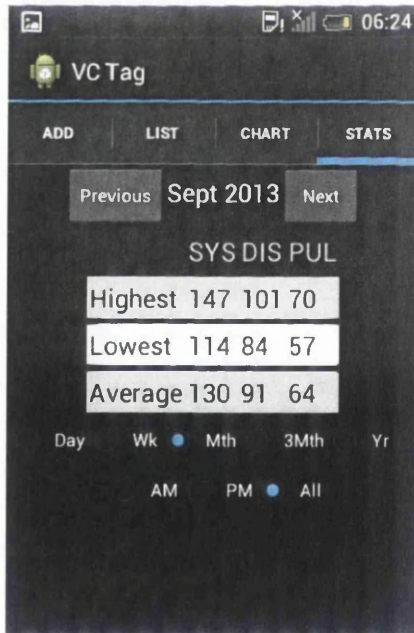 06:24
VC Tag
ADD LIST CHART STATS
Previous Sept 2013 Next
SYS DIS PUL
Highest 147 101 70
Lowest 114 84 57
Average 130 91 64
Day Wk Mth 3Mth Yr
AM PM All